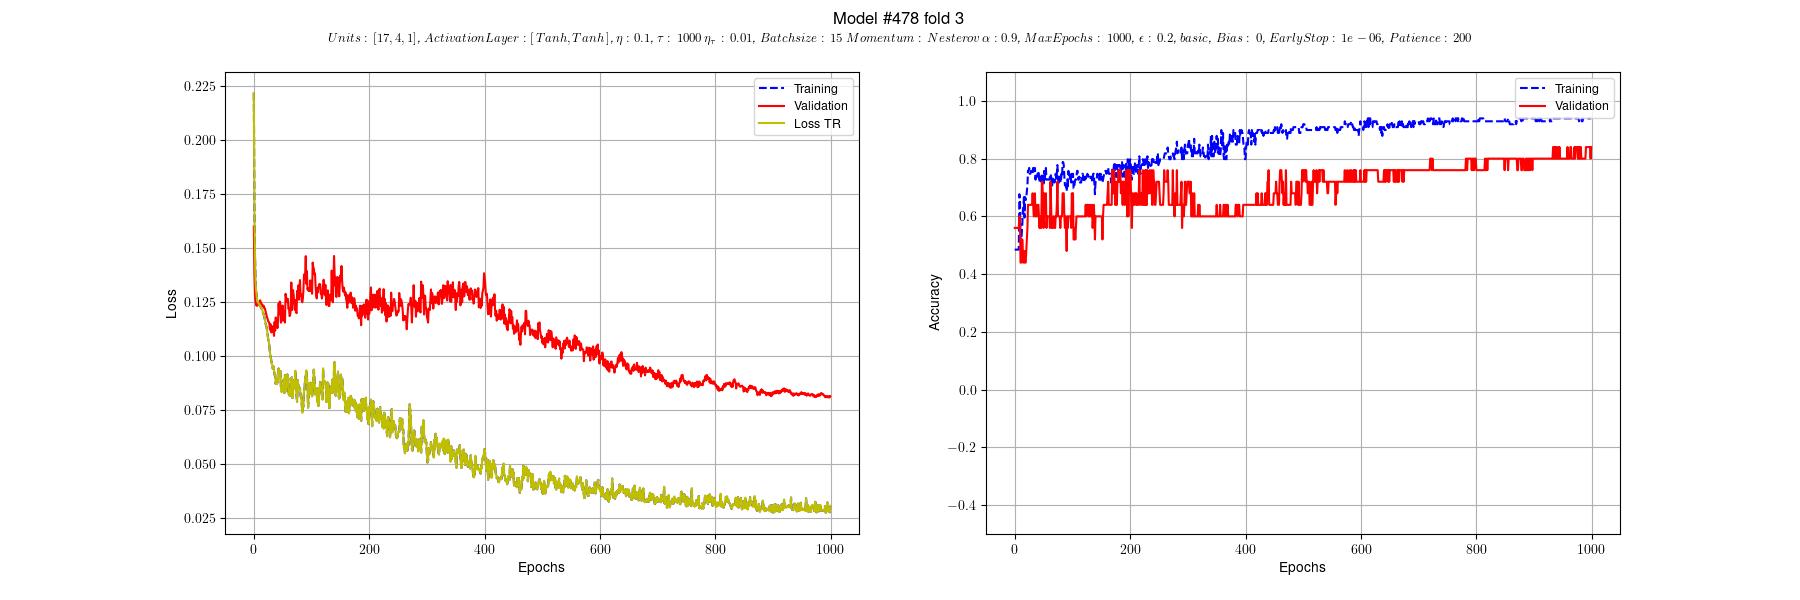 Model #478 fold 3
Units : [17, 4, 1], ActivationLayer : [Tanh, Tanh], η : 0.1, τ : 1000 η_τ : 0.01, Batchsize : 15 Momentum : Nesterov α : 0.9, MaxEpochs : 1000, ϵ : 0.2, basic, Bias : 0, EarlyStop : 1e − 06, Patience : 200
0.225
0.200
0.175
0.150
0.125
0.100
0.075
0.050
0.025
Loss
Training
Validation
Loss TR
0 200 400 600 800 1000
Epochs
1.0
0.8
0.6
0.4
0.2
0.0
−0.2
−0.4
Accuracy
Training
Validation
0 200 400 600 800 1000
Epochs